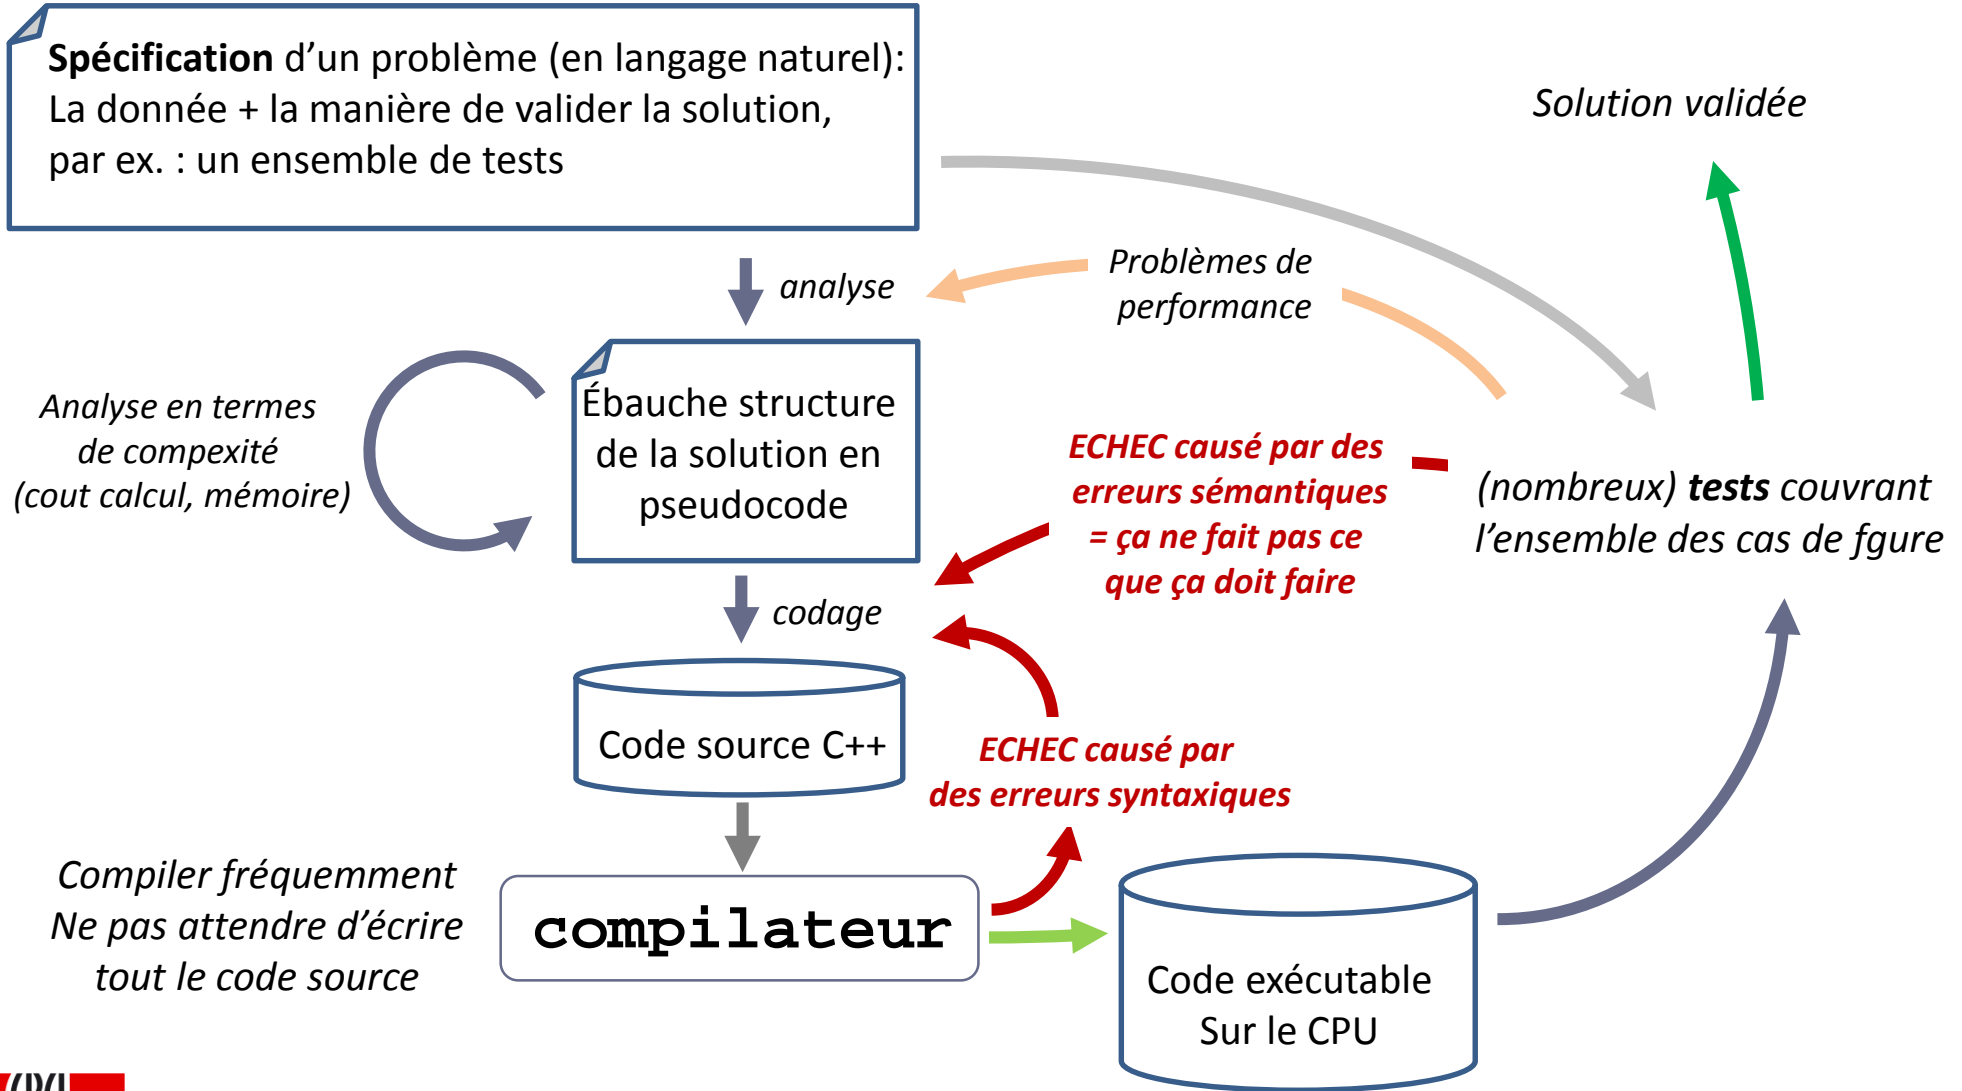 Spécification d’un problème (en langage naturel):
La donnée + la manière de valider la solution,
par ex. : un ensemble de tests
Solution validée
analyse
Problèmes de
performance
Analyse en termes
de compexité
(cout calcul, mémoire)
Ébauche structure
de la solution en
pseudocode
ECHEC causé par des
erreurs sémantiques
= ça ne fait pas ce
que ça doit faire
(nombreux) tests couvrant
l’ensemble des cas de fgure
codage
Code source C++
ECHEC causé par
des erreurs syntaxiques
Compiler fréquemment
Ne pas attendre d’écrire
tout le code source
compilateur
Code exécutable
Sur le CPU